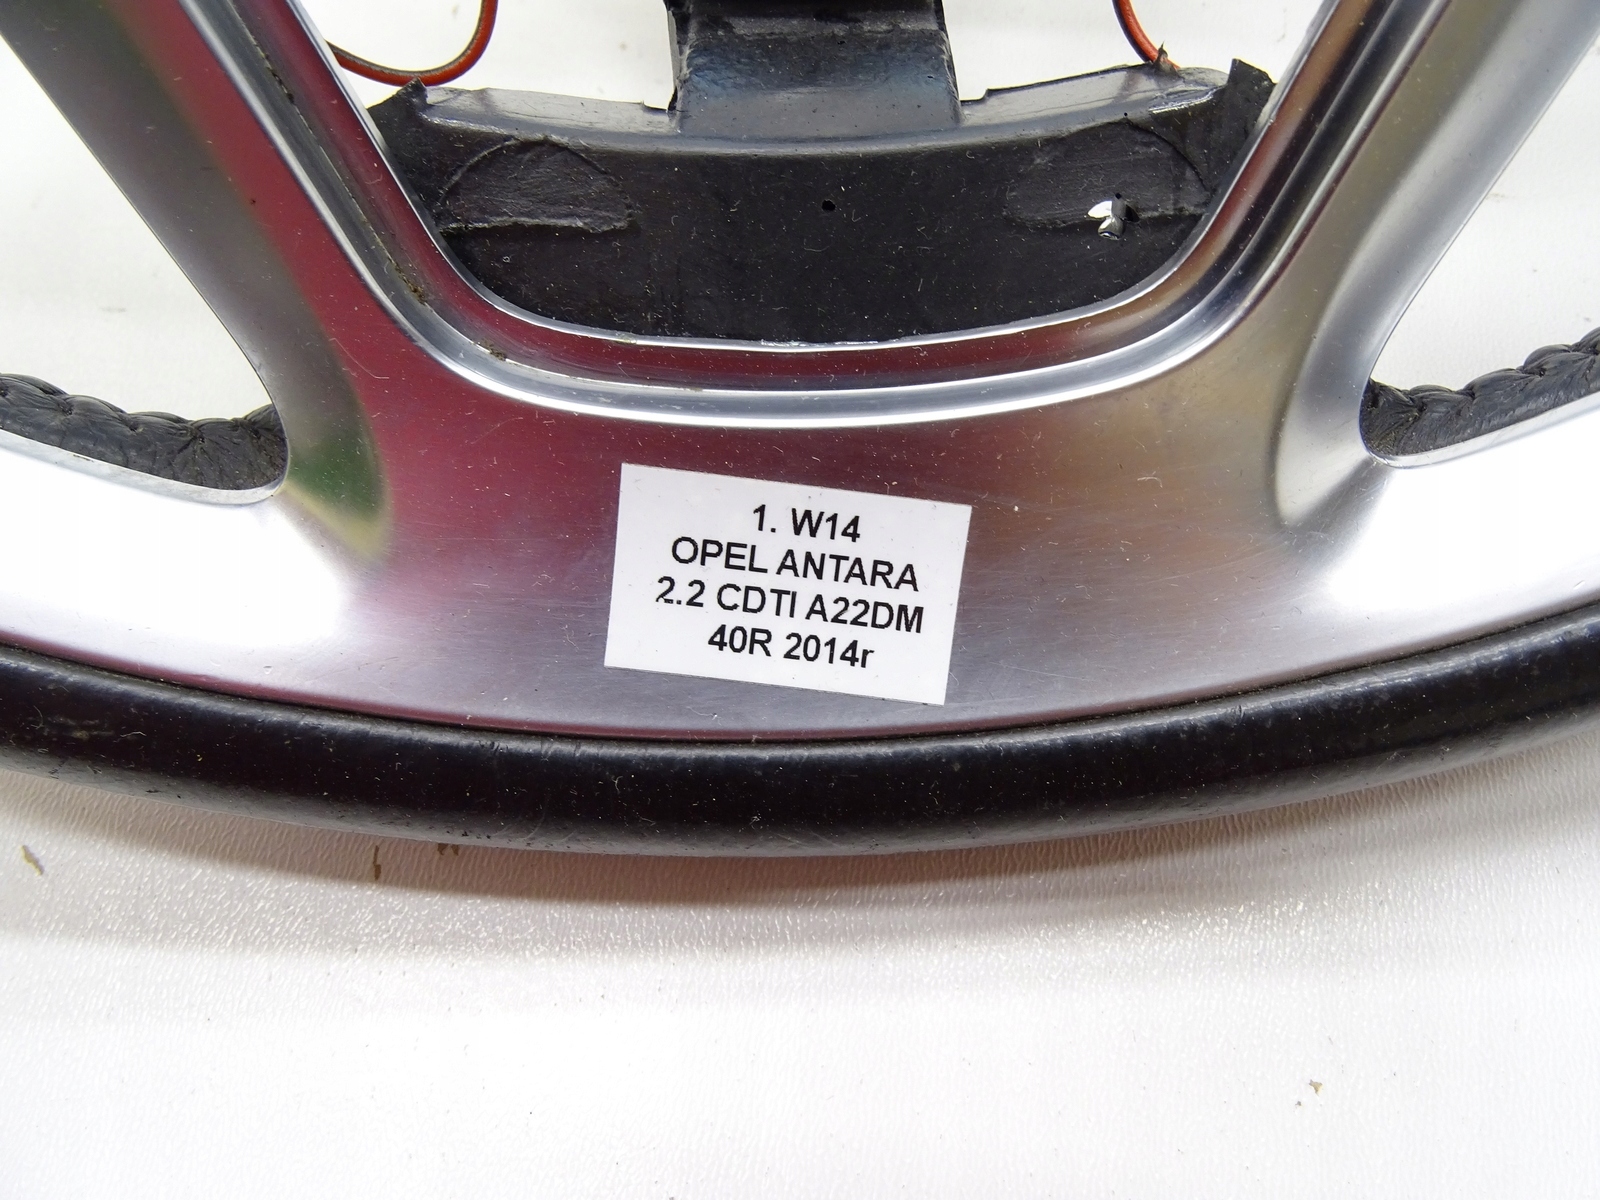 1. W14
OPEL ANTARA
2.2 CDTI A22DM
40R 2014r